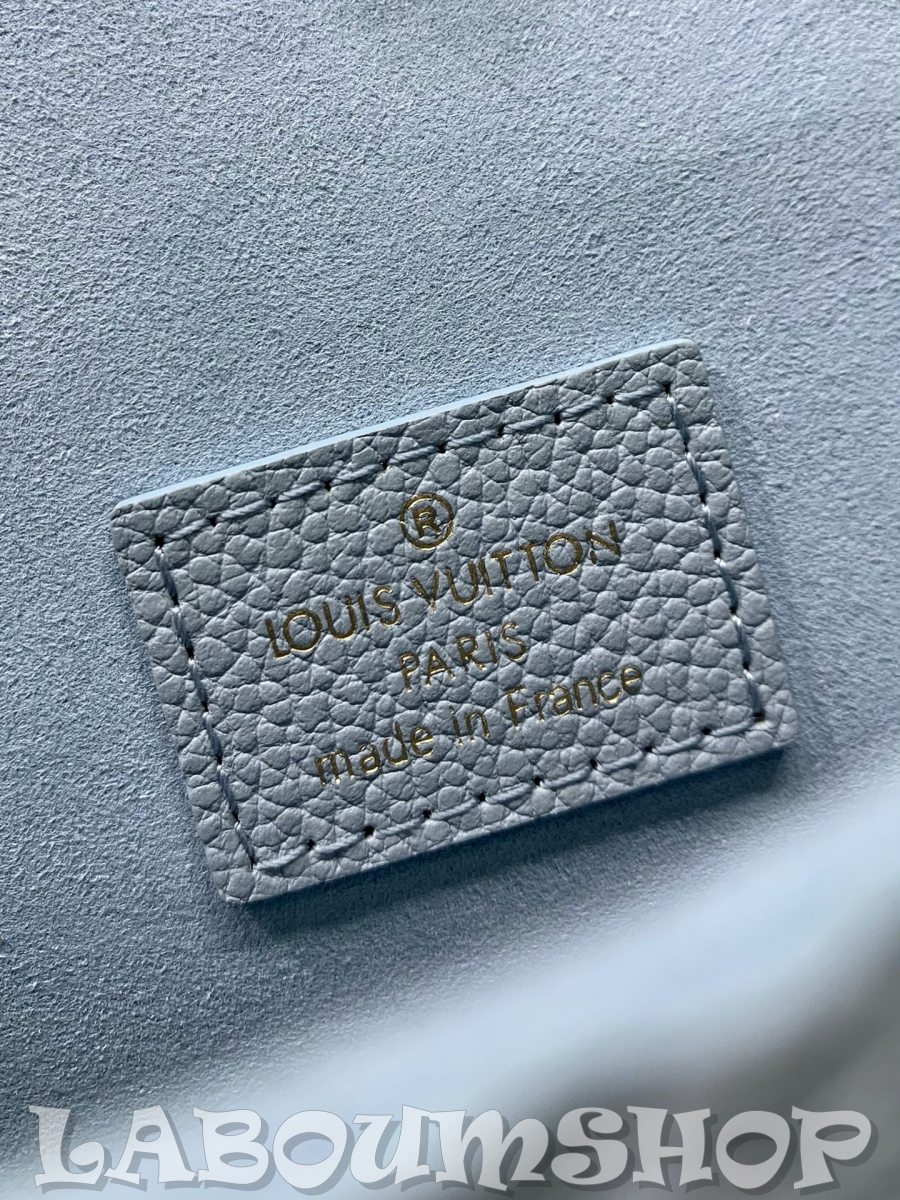 ®
LOUIS VUITTON
PARIS
made in France
LABOUMSHOP